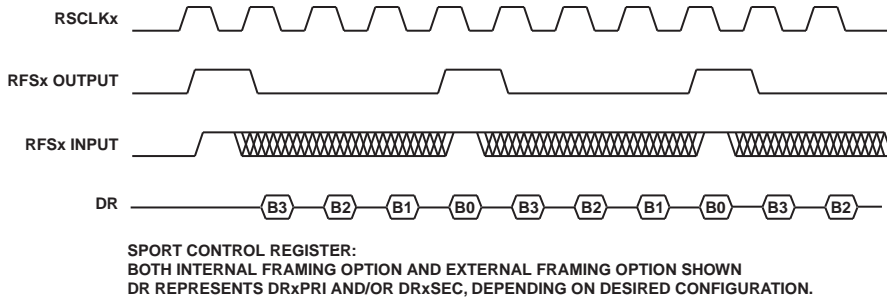 RSCLKx
RFSx OUTPUT
RFSx INPUT
DR B3 B2 B1 B0 B3 B2 B1 B0 B3 B2
SPORT CONTROL REGISTER:
BOTH INTERNAL FRAMING OPTION AND EXTERNAL FRAMING OPTION SHOWN
DR REPRESENTS DRxPRI AND/OR DRxSEC, DEPENDING ON DESIRED CONFIGURATION.